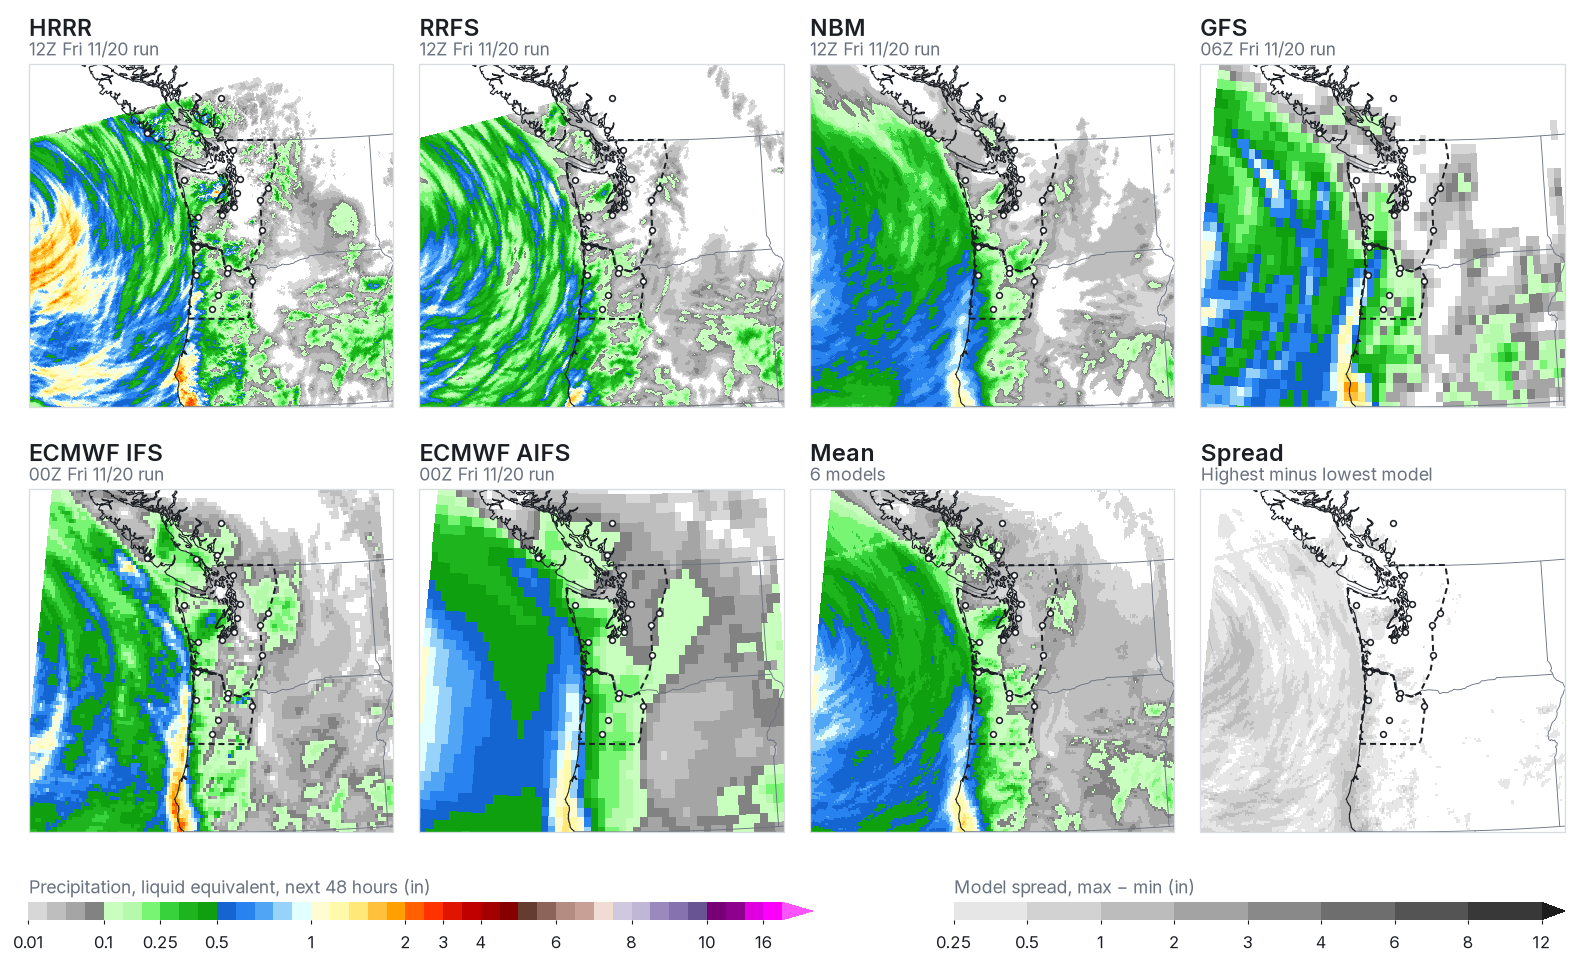 HRRR
12Z Fri 11/20 run
RRFS
12Z Fri 11/20 run
NBM
12Z Fri 11/20 run
GFS
06Z Fri 11/20 run
ECMWF IFS
00Z Fri 11/20 run
ECMWF AIFS
00Z Fri 11/20 run
Mean
6 models
Spread
Highest minus lowest model
Precipitation, liquid equivalent, next 48 hours (in)
0.01 0.1 0.25 0.5 1 2 3 4 6 8 10 16
Model spread, max − min (in)
0.25 0.5 1 2 3 4 6 8 12